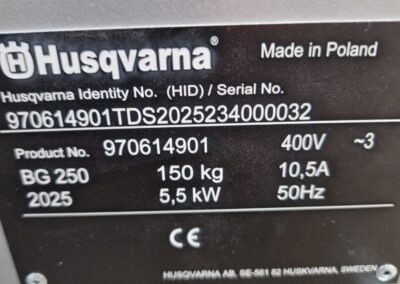 Husqvarna® Made in Poland
Husqvarna Identity No. (HID) / Serial No.
970614901TDS2025234000032
Product No. 970614901 400V ~3
BG 250 150 kg 10,5A
2025 5,5 kW 50Hz
CE
HUSQVARNA AB, SE-561 82 HUSKVARNA, SWEDEN